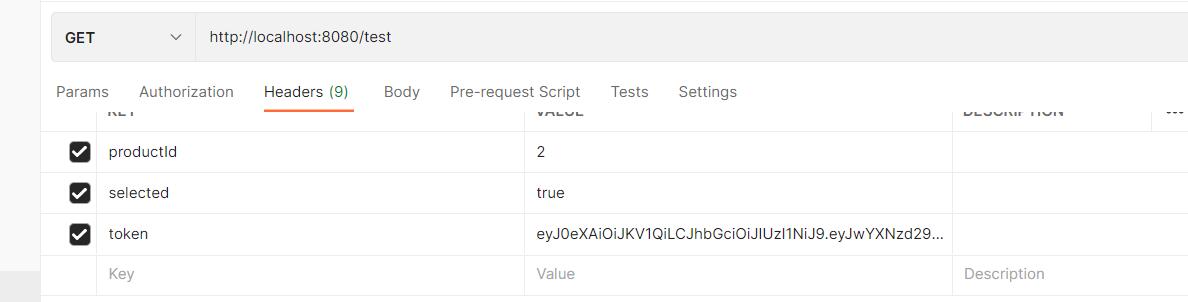 GET http://localhost:8080/test
Params Authorization Headers (9) Body Pre-request Script Tests Settings
KEY VALUE DESCRIPTION
productId 2
selected true
token eyJ0eXAiOiJKV1QiLCJhbGciOiJIUzI1NiJ9.eyJwYXNzd29...
Key Value Description